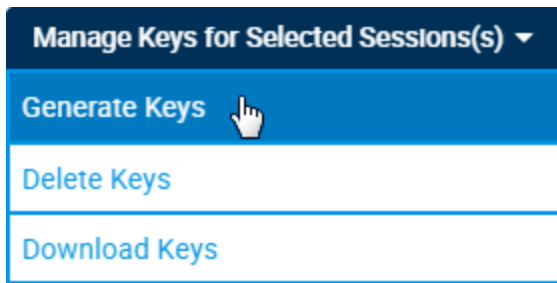 Manage Keys for Selected Sessions(s)
Generate Keys
Delete Keys
Download Keys